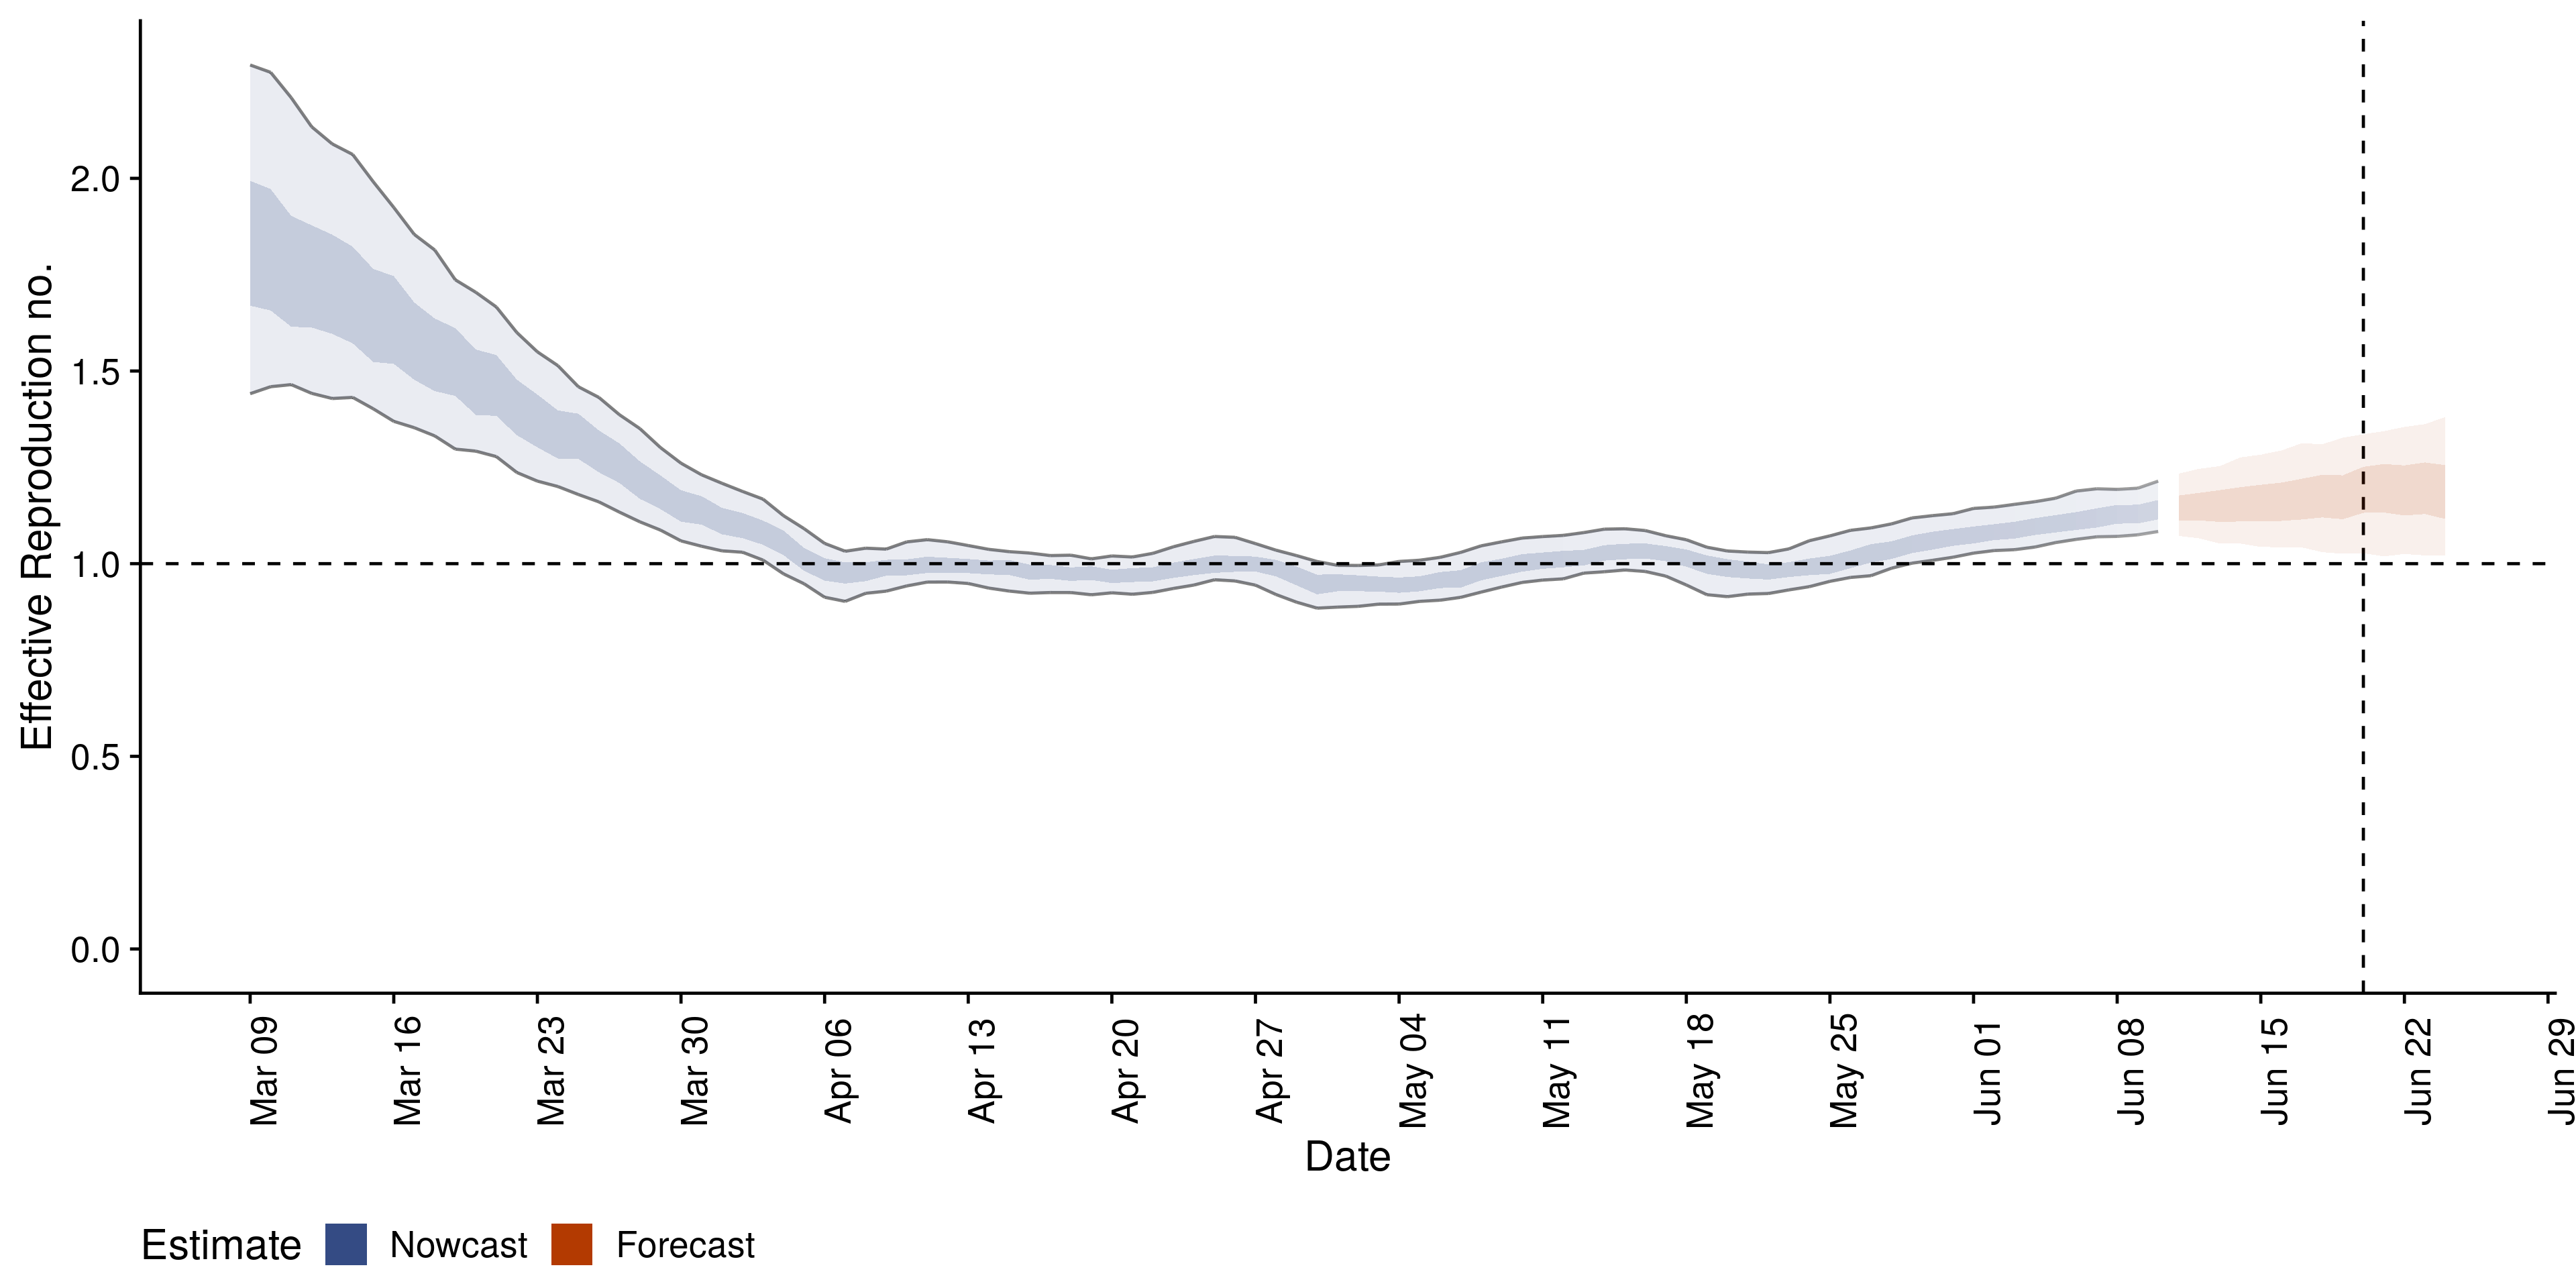 Effective Reproduction no.
2.0
1.5
1.0
0.5
0.0
Mar 09
Mar 16
Mar 23
Mar 30
Apr 06
Apr 13
Apr 20
Apr 27
May 04
May 11
May 18
May 25
Jun 01
Jun 08
Jun 15
Jun 22
Jun 29
Date
Estimate Nowcast Forecast